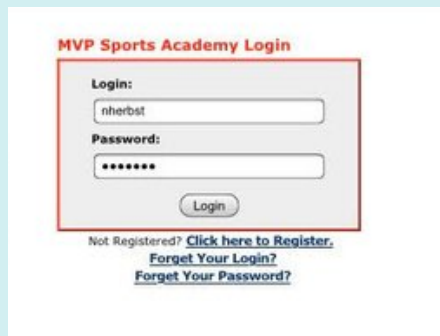 MVP Sports Academy Login
Login:
nherbst
Password:
•••••••
Login
Not Registered? Click here to Register.
Forget Your Login?
Forget Your Password?